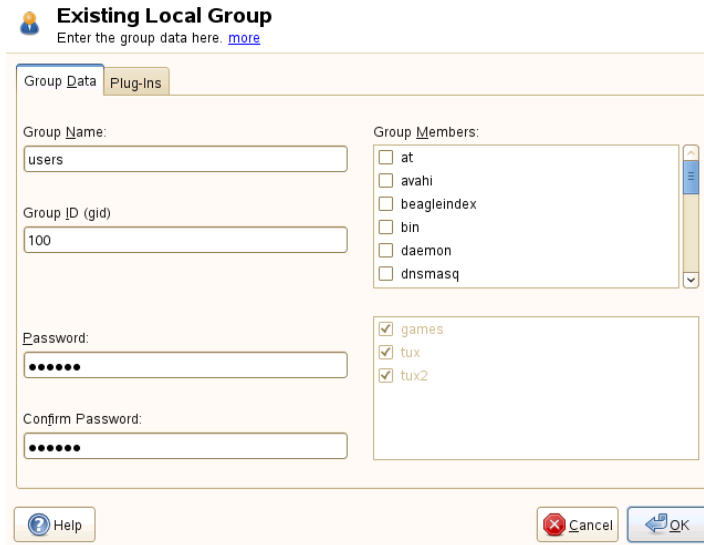 Existing Local Group
Enter the group data here. more
Group Data
Plug-Ins
Group Name:
users
Group ID (gid)
100
Password:
●●●●●●
Confirm Password:
●●●●●●
Group Members:
at
avahi
beagleindex
bin
daemon
dnsmasq
games
tux
tux2
Help
Cancel
OK